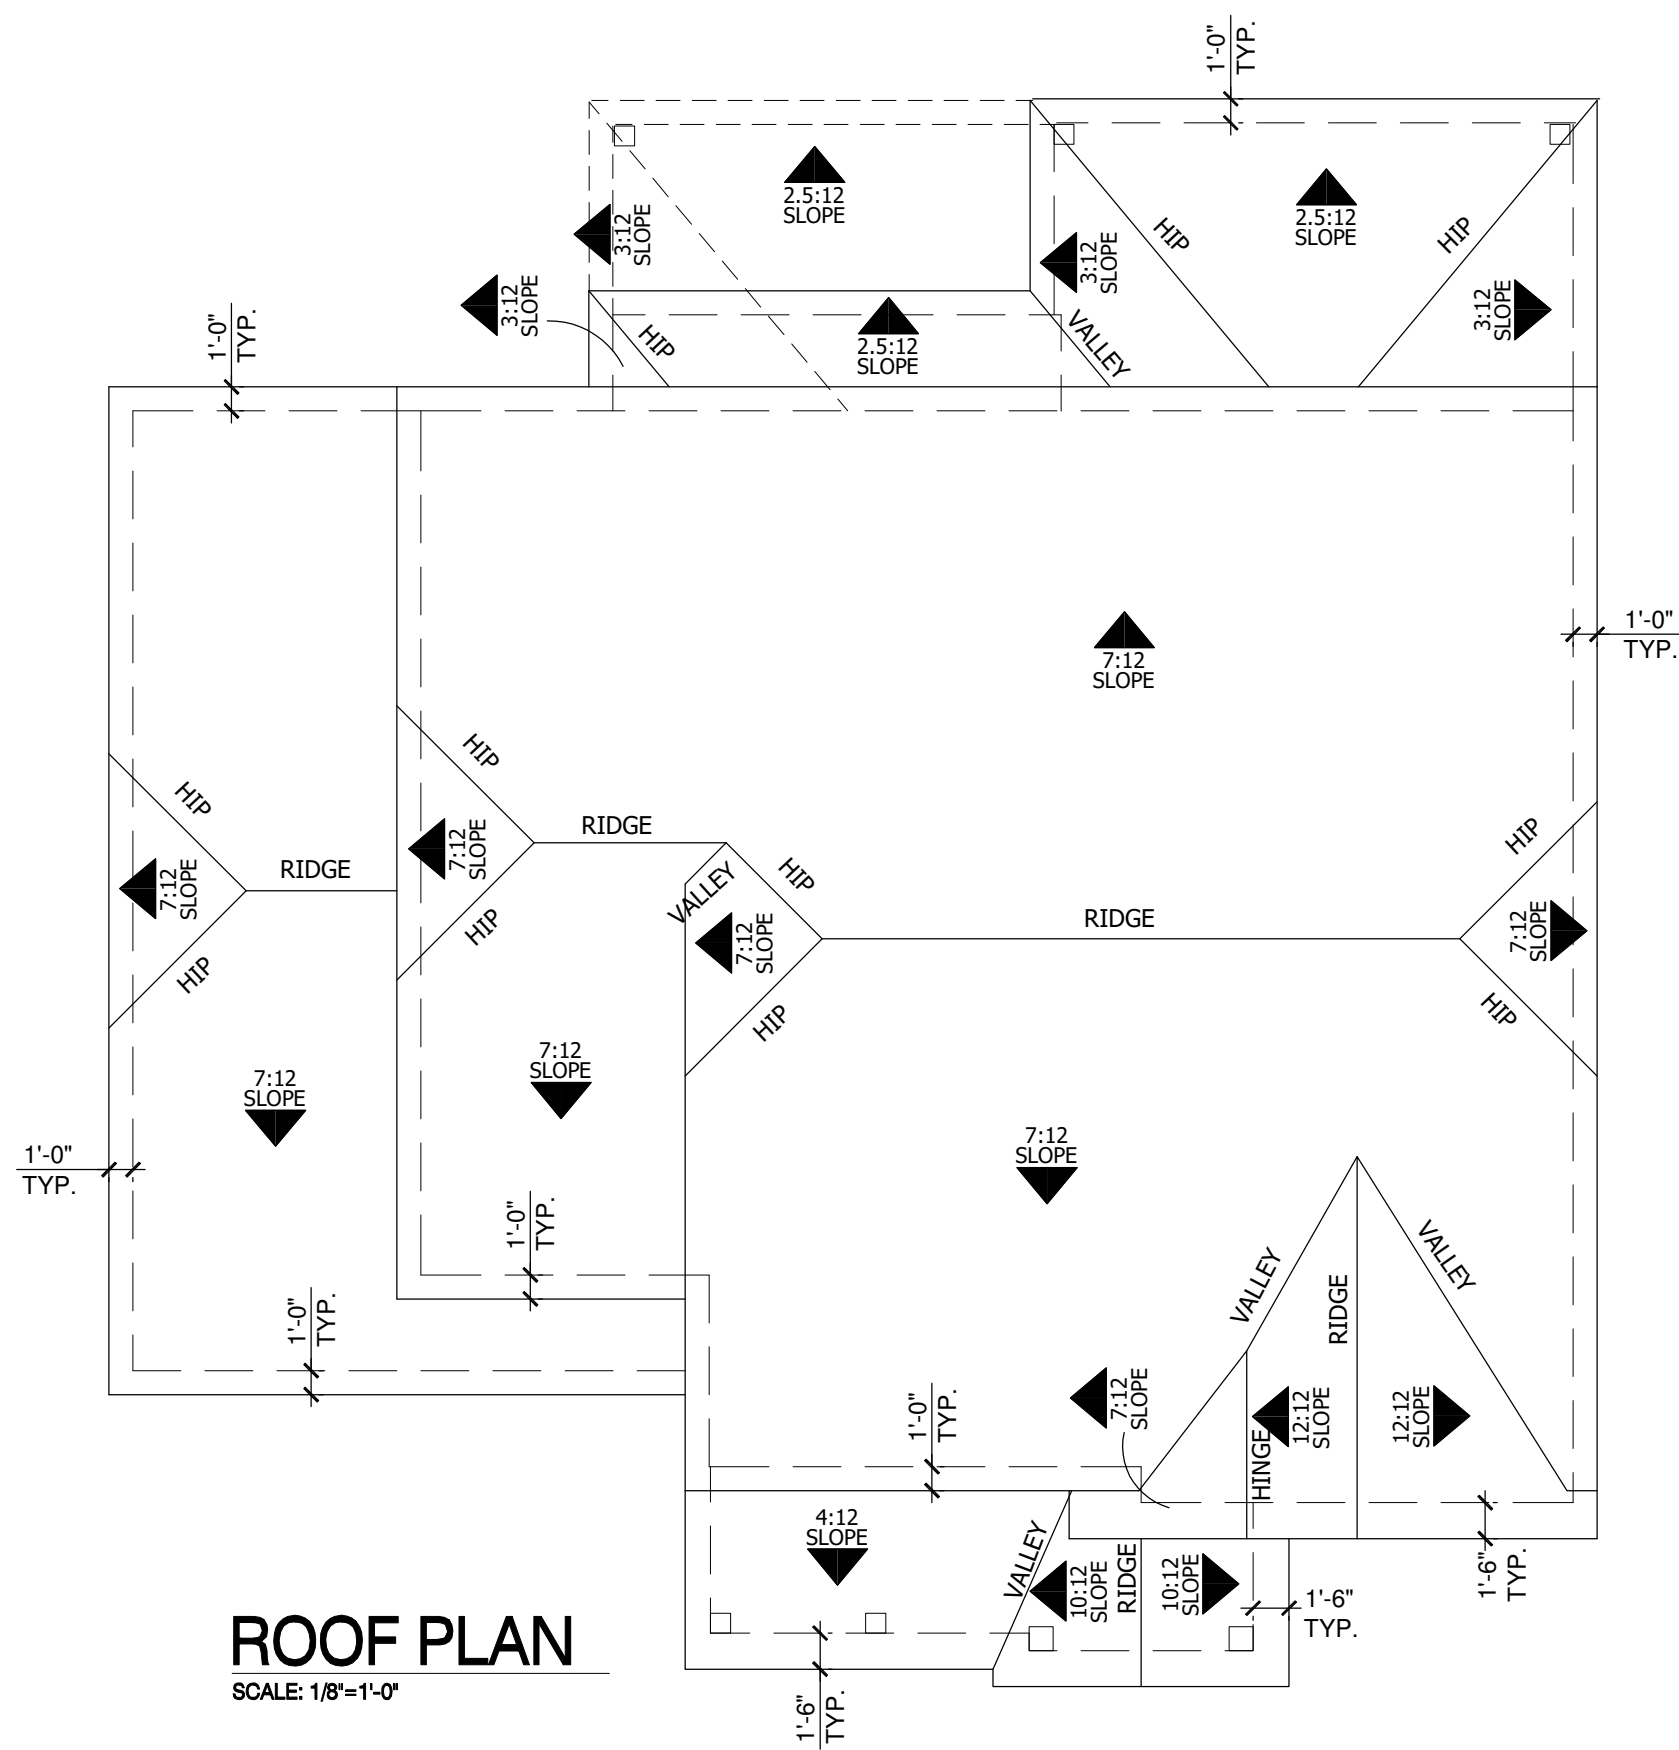 1'-0"
TYP.
2.5:12
SLOPE
2.5:12
SLOPE
HIP
HIP
3:12
SLOPE
3:12
SLOPE
3:12
SLOPE
3:12
SLOPE
1'-0"
TYP.
HIP
2.5:12
SLOPE
VALLEY
1'-0"
TYP.
7:12
SLOPE
HIP
HIP
RIDGE
HIP
HIP
7:12
SLOPE
RIDGE
7:12
SLOPE
VALLEY
7:12
SLOPE
RIDGE
7:12
SLOPE
HIP
HIP
HIP
HIP
7:12
SLOPE
7:12
SLOPE
7:12
SLOPE
1'-0"
TYP.
1'-0"
TYP.
1'-0"
TYP.
VALLEY
RIDGE
VALLEY
1'-0"
TYP.
7:12
SLOPE
HINGE
12:12
SLOPE
12:12
SLOPE
4:12
SLOPE
VALLEY
10:12
SLOPE
RIDGE
10:12
SLOPE
1'-6"
TYP.
1'-6"
TYP.
1'-6"
TYP.
ROOF PLAN
SCALE: 1/8"=1'-0"